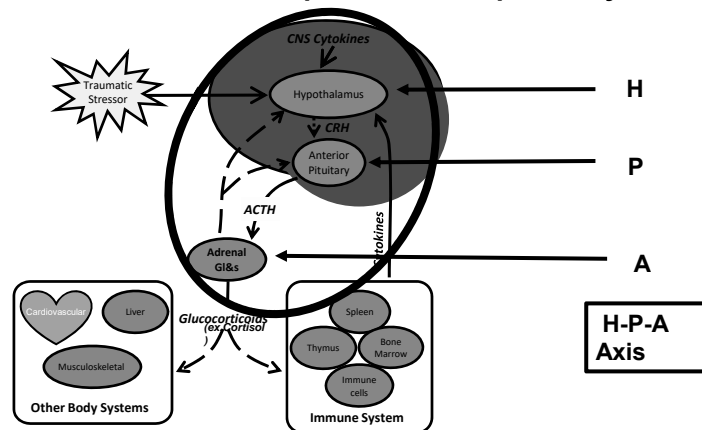 CNS Cytokines
Traumatic
Stressor
Hypothalamus
H
CRH
Anterior
Pituitary
P
ACTH
Cytokines
Adrenal
Gl&s
A
Cardiovascular
Liver
Musculoskeletal
Other Body Systems
Glucocorticoids
(ex.Cortisol
)
Spleen
Thymus
Bone
Marrow
Immune
cells
Immune System
H-P-A
Axis